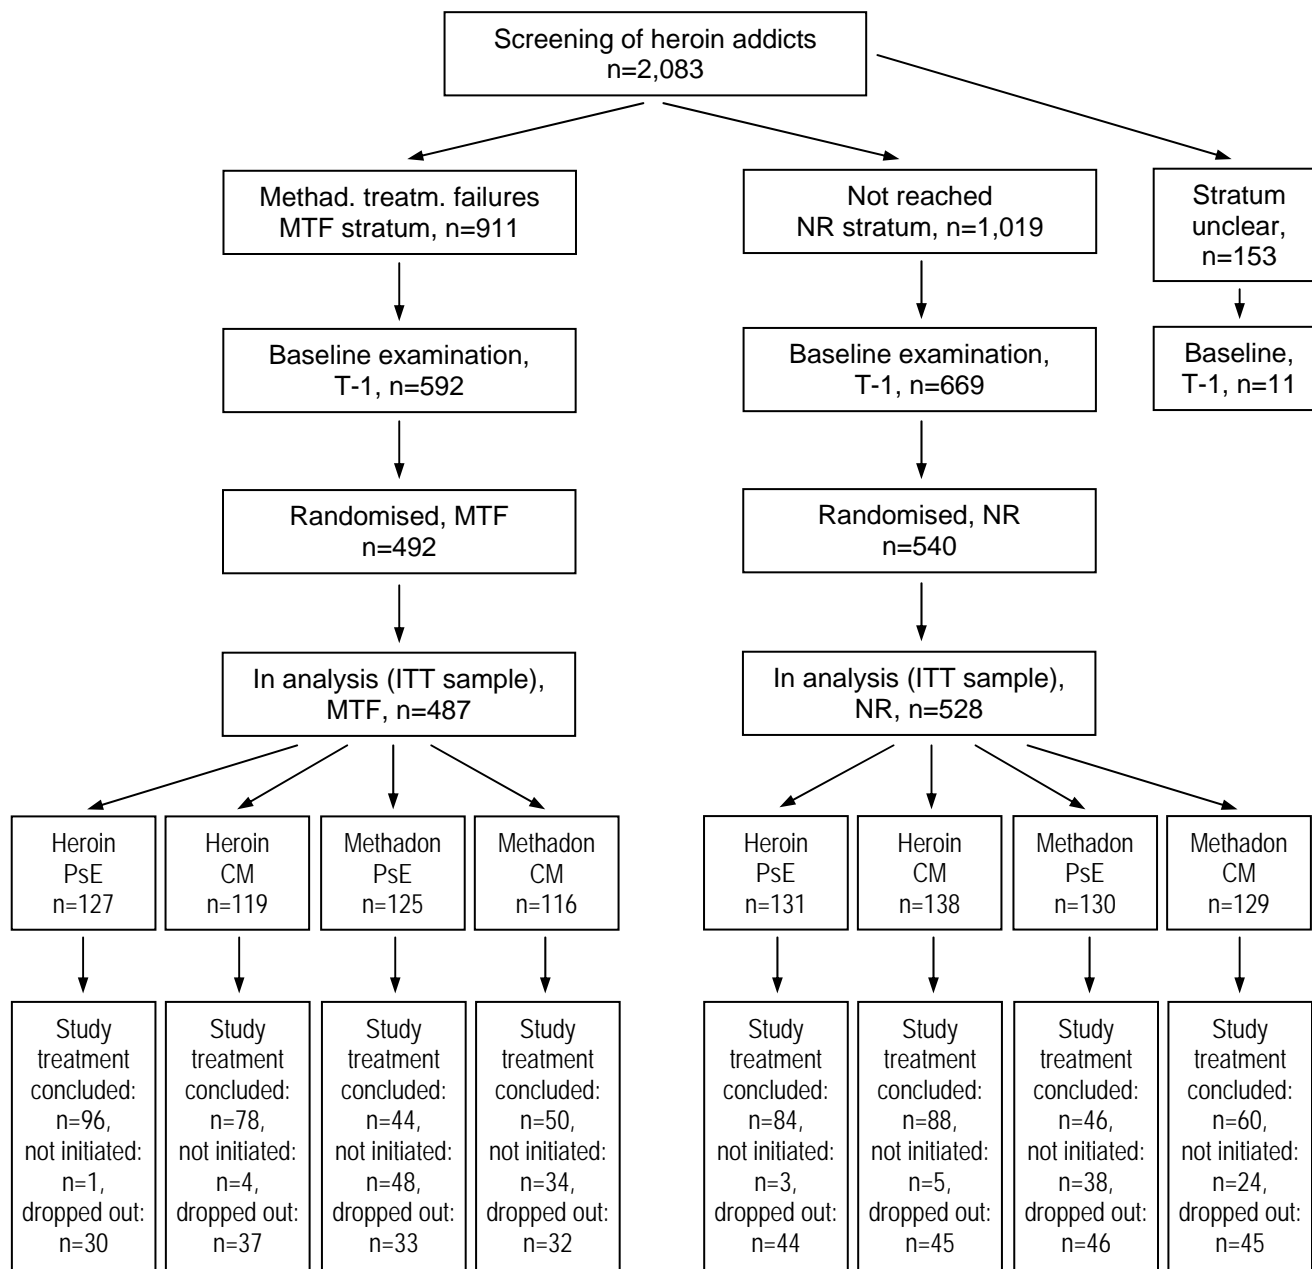 Screening of heroin addicts
n=2,083
Methad. treatm. failures
MTF stratum, n=911
Not reached
NR stratum, n=1,019
Stratum
unclear,
n=153
Baseline examination,
T-1, n=592
Baseline examination,
T-1, n=669
Baseline,
T-1, n=11
Randomised, MTF
n=492
Randomised, NR
n=540
In analysis (ITT sample),
MTF, n=487
In analysis (ITT sample),
NR, n=528
Heroin
PsE
n=127
Heroin
CM
n=119
Methadon
PsE
n=125
Methadon
CM
n=116
Heroin
PsE
n=131
Heroin
CM
n=138
Methadon
PsE
n=130
Methadon
CM
n=129
Study
treatment
concluded:
n=96,
not initiated:
n=1,
dropped out:
n=30
Study
treatment
concluded:
n=78,
not initiated:
n=4,
dropped out:
n=37
Study
treatment
concluded:
n=44,
not initiated:
n=48,
dropped out:
n=33
Study
treatment
concluded:
n=50,
not initiated:
n=34,
dropped out:
n=32
Study
treatment
concluded:
n=84,
not initiated:
n=3,
dropped out:
n=44
Study
treatment
concluded:
n=88,
not initiated:
n=5,
dropped out:
n=45
Study
treatment
concluded:
n=46,
not initiated:
n=38,
dropped out:
n=46
Study
treatment
concluded:
n=60,
not initiated:
n=24,
dropped out:
n=45